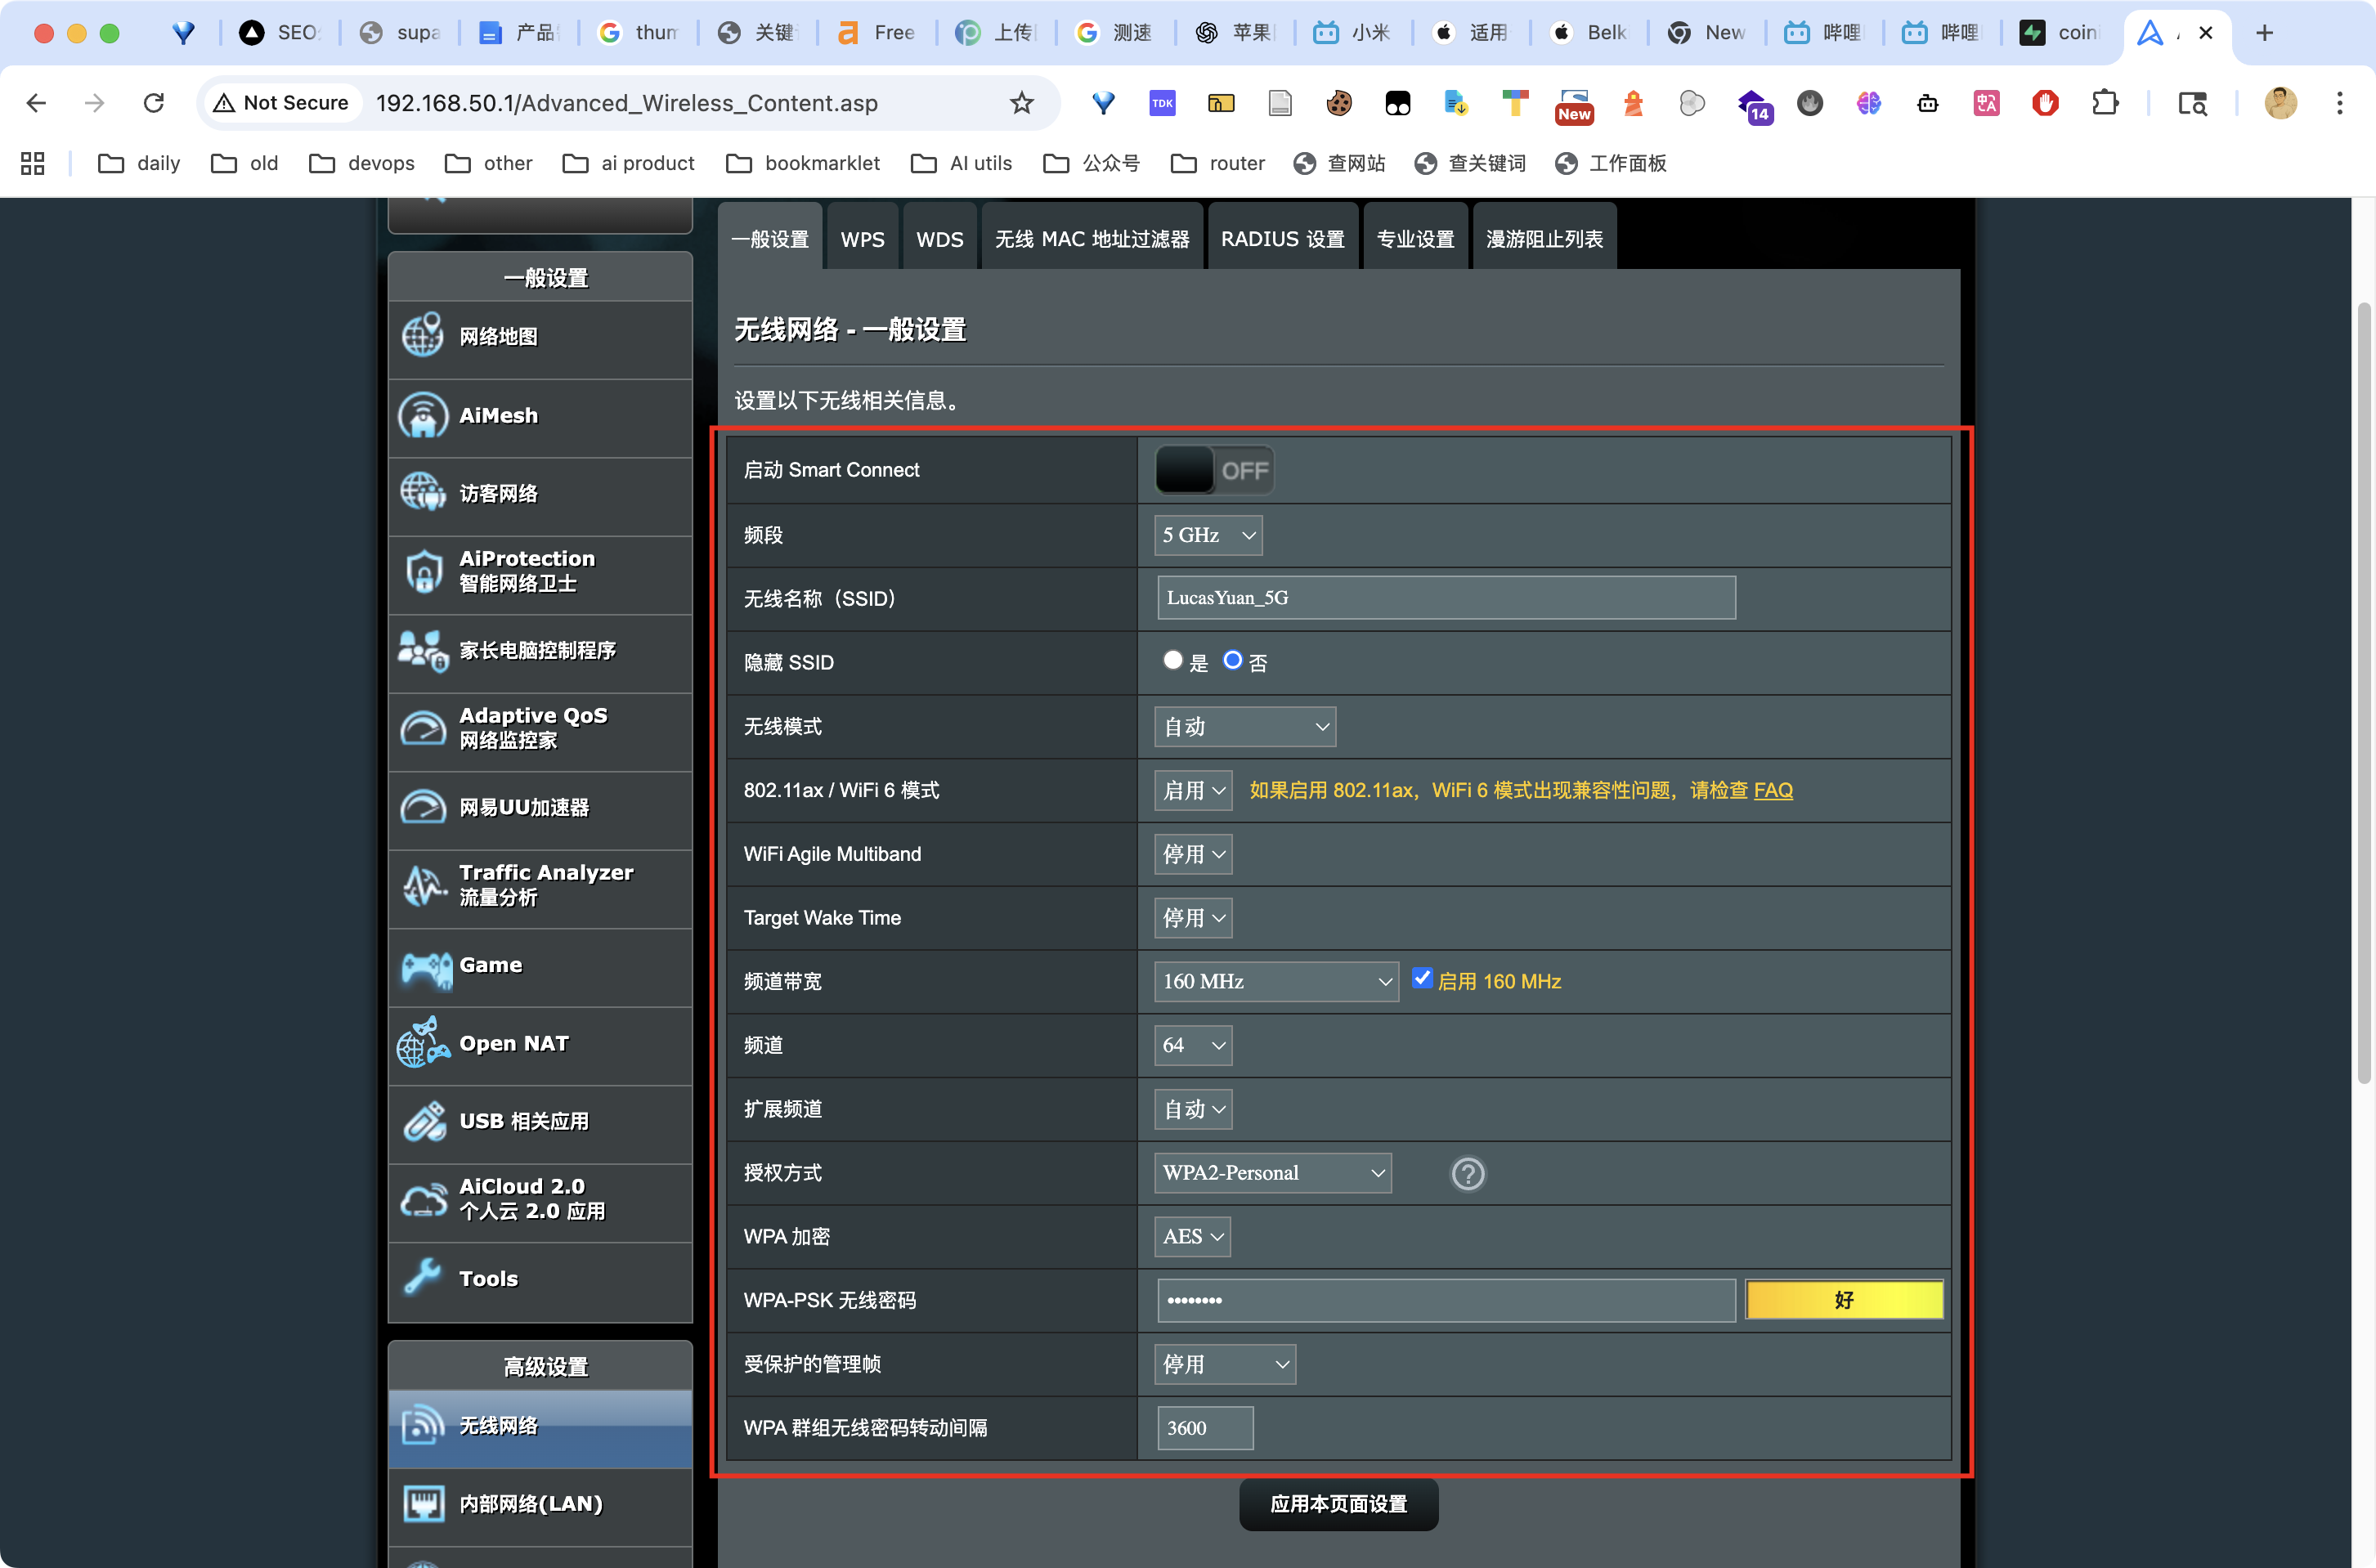 SEO
supa
产品
thum
关键
Free
上传
测速
苹果
小米
适用
Belk
New
哔哩
哔哩
coin
Not Secure
192.168.50.1/Advanced_Wireless_Content.asp
TDK
New
14
daily
old
devops
other
ai product
bookmarklet
AI utils
公众号
router
查网站
查关键词
工作面板
一般设置
网络地图
AiMesh
访客网络
AiProtection
智能网络卫士
家长电脑控制程序
Adaptive QoS
网络监控家
网易UU加速器
Traffic Analyzer
流量分析
Game
Open NAT
USB 相关应用
AiCloud 2.0
个人云 2.0 应用
Tools
高级设置
无线网络
内部网络(LAN)
一般设置 WPS WDS 无线 MAC 地址过滤器 RADIUS 设置 专业设置 漫游阻止列表
无线网络 - 一般设置
设置以下无线相关信息。
启动 Smart Connect OFF
频段 5 GHz
无线名称（SSID） LucasYuan_5G
隐藏 SSID 是 否
无线模式 自动
802.11ax / WiFi 6 模式 启用 如果启用 802.11ax，WiFi 6 模式出现兼容性问题，请检查 FAQ
WiFi Agile Multiband 停用
Target Wake Time 停用
频道带宽 160 MHz 启用 160 MHz
频道 64
扩展频道 自动
授权方式 WPA2-Personal ?
WPA 加密 AES
WPA-PSK 无线密码 •••••••• 好
受保护的管理帧 停用
WPA 群组无线密码转动间隔 3600
应用本页面设置